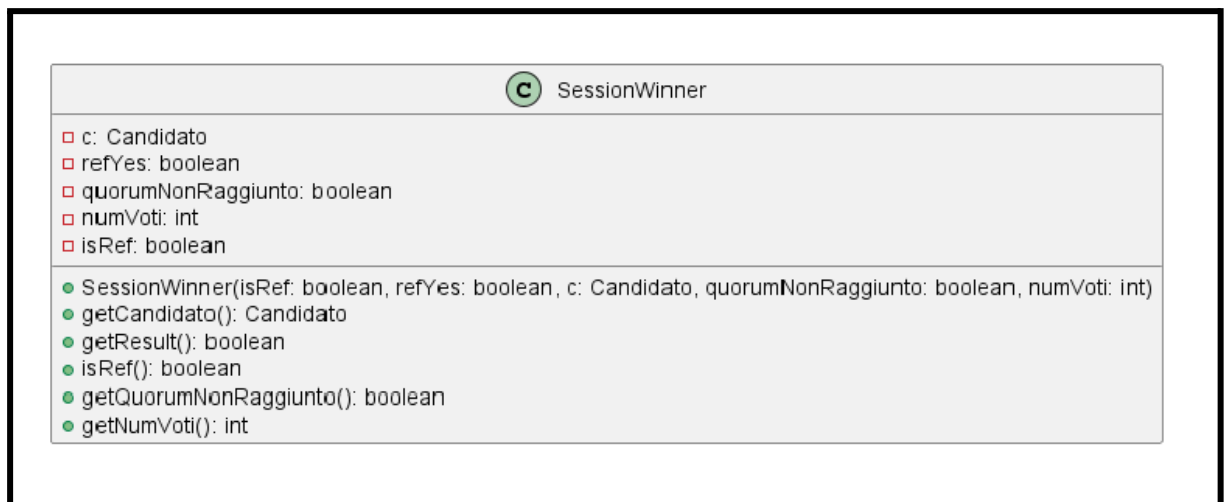 C SessionWinner
c: Candidato
refYes: boolean
quorumNonRaggiunto: boolean
numVoti: int
isRef: boolean
SessionWinner(isRef: boolean, refYes: boolean, c: Candidato, quorumNonRaggiunto: boolean, numVoti: int)
getCandidato(): Candidato
getResult(): boolean
isRef(): boolean
getQuorumNonRaggiunto(): boolean
getNumVoti(): int